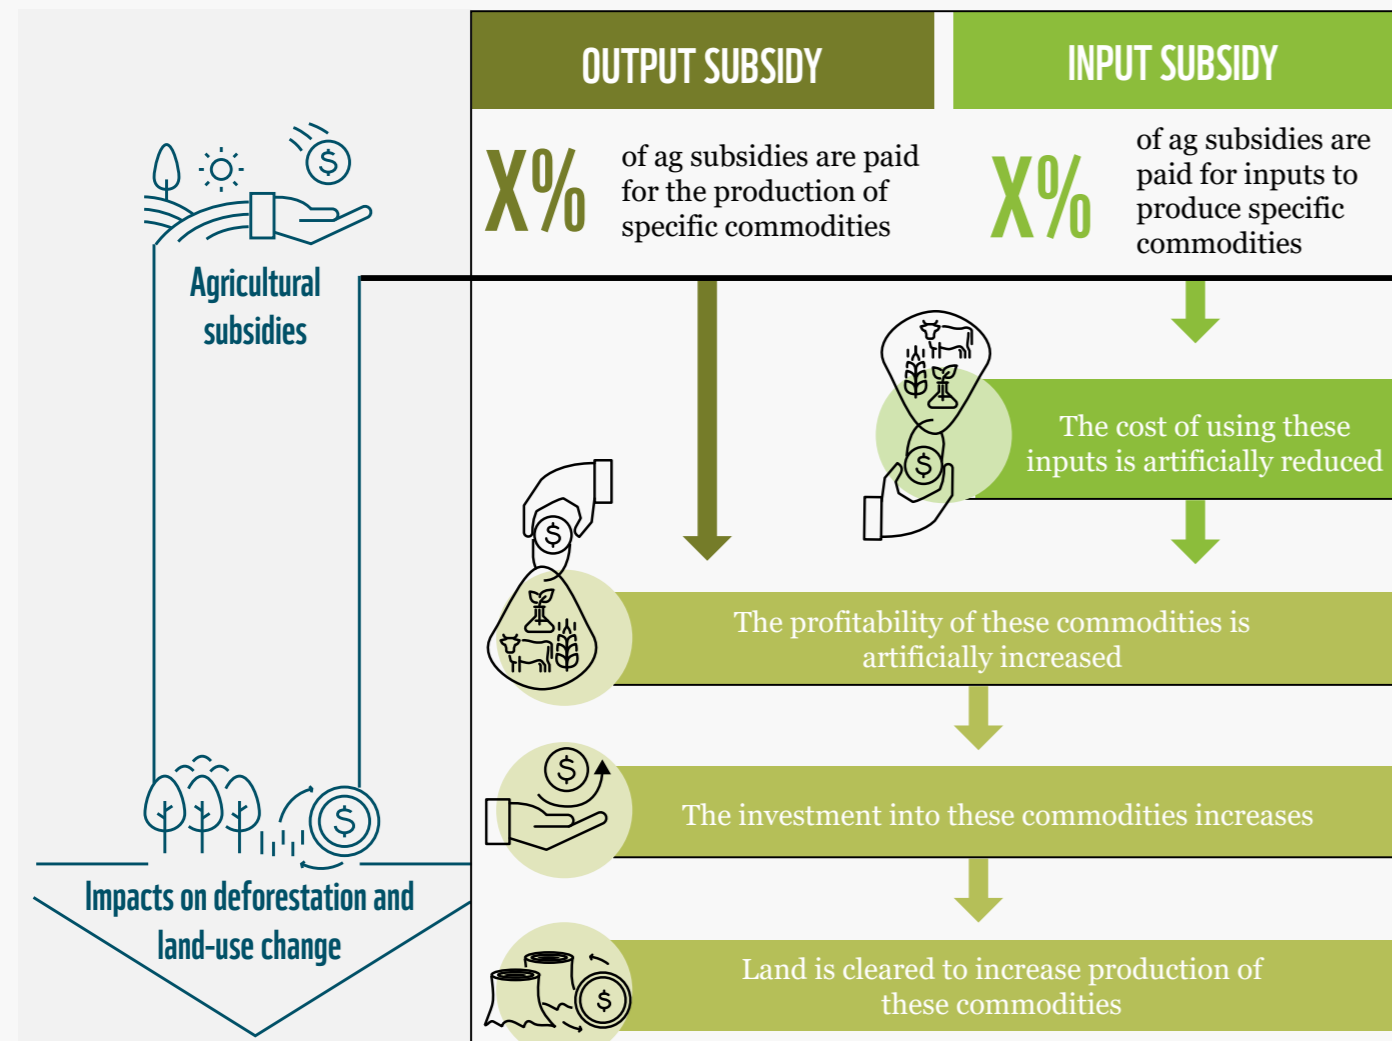 OUTPUT SUBSIDY
INPUT SUBSIDY
X%
of ag subsidies are paid
for the production of
specific commodities
X%
of ag subsidies are
paid for inputs to
produce specific
commodities
Agricultural
subsidies
$
$
The cost of using these
inputs is artificially reduced
$
The profitability of these commodities is
artificially increased
$
The investment into these commodities increases
$
Impacts on deforestation and
land-use change
$
Land is cleared to increase production of
these commodities